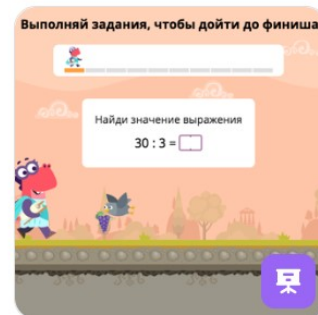 Выполняй задания, чтобы дойти до финиша
Найди значение выражения
30 : 3 =